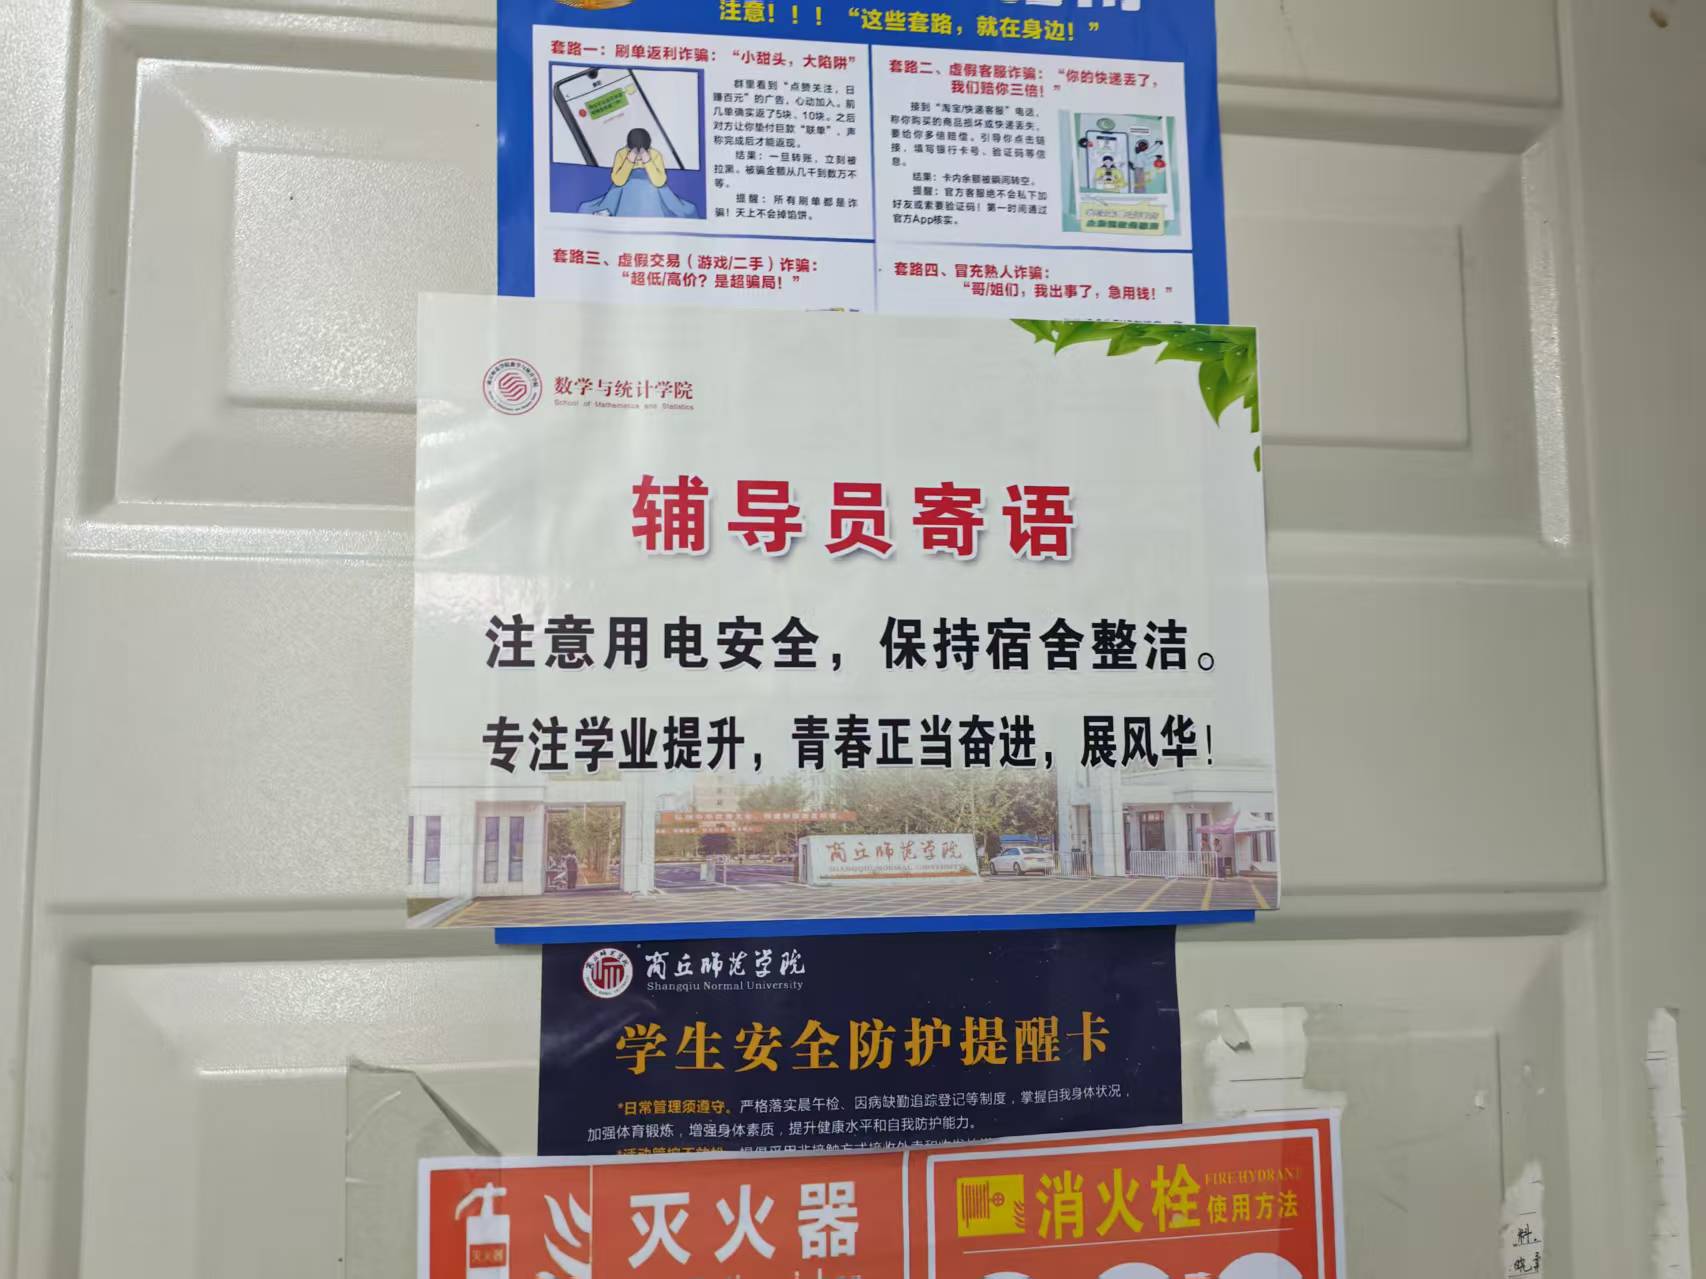 注意！！！“这些套路，就在身边！”
套路一：刷单返利诈骗：“小甜头，大陷阱”
群里看到“点赞关注，日
赚百元”的广告，心动加入。前
几单确实返了5块、10块。之后
对方让你垫付巨款“联单”，声
称完成后才能返现。
结果：一旦转账，立刻被
拉黑。被骗金额从几千到数万不
等。
提醒：所有刷单都是诈
骗！天上不会掉馅饼。
套路二、虚假客服诈骗：“你的快递丢了，
我们赔你三倍！”
接到“淘宝/快递客服”电话，
称你购买的商品损坏或快递丢失，
要给你多倍赔偿。引导你点击链
接，填写银行卡号、验证码等信
息。
结果：卡内余额被瞬间转空。
提醒：官方客服绝不会私下加
好友或索要验证码！第一时间通过
官方App核实。
套路三、虚假交易（游戏/二手）诈骗：
“超低/高价？是超骗局！”
套路四、冒充熟人诈骗：
“哥/姐们，我出事了，急用钱！”
数学与统计学院
School of Mathematics and Statistics
辅导员寄语
注意用电安全，保持宿舍整洁。
专注学业提升，青春正当奋进，展风华！
商丘师范学院
SHANGQIU NORMAL UNIVERSITY
商丘师范学院
Shangqiu Normal University
学生安全防护提醒卡
*日常管理须遵守。严格落实晨午检、因病缺勤追踪登记等制度，掌握自我身体状况，
加强体育锻炼，增强身体素质，提升健康水平和自我防护能力。
灭火器
灭火器
消火栓
FIRE HYDRANT
使用方法
料.